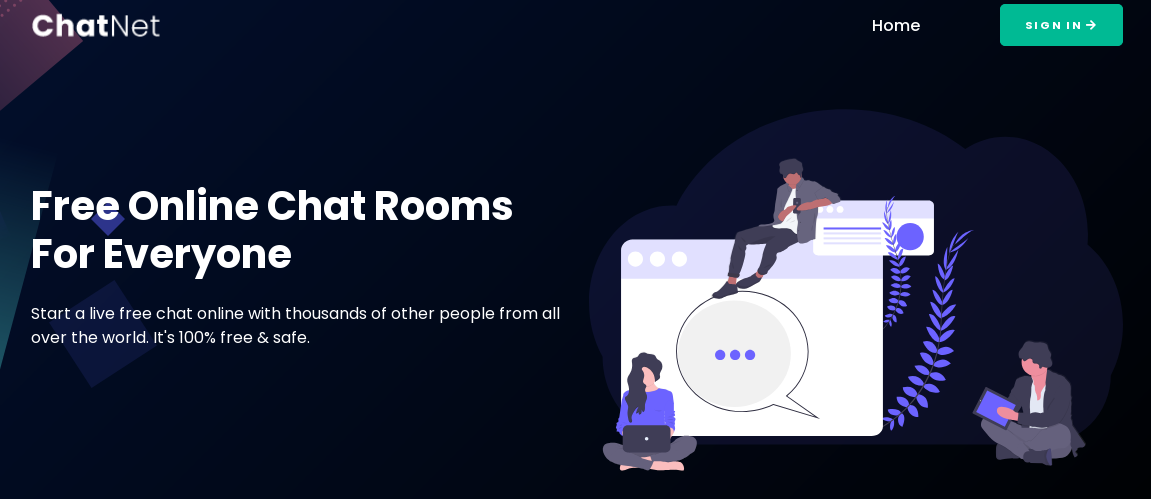 ChatNet
Home
SIGN IN →
Free Online Chat Rooms
For Everyone
Start a live free chat online with thousands of other people from all
over the world. It's 100% free & safe.